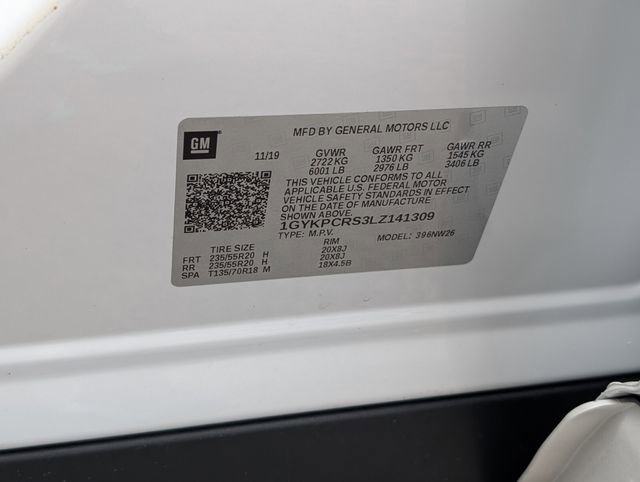 GM
MFD BY GENERAL MOTORS LLC
11/19 GVWR GAWR FRT GAWR RR
2722 KG 1350 KG 1545 KG
6001 LB 2976 LB 3406 LB
THIS VEHICLE CONFORMS TO ALL
APPLICABLE U.S. FEDERAL MOTOR
VEHICLE SAFETY STANDARDS IN EFFECT
ON THE DATE OF MANUFACTURE
SHOWN ABOVE.
1GYKPCRS3LZ141309
TYPE: M.P.V. MODEL: 396NW26
TIRE SIZE RIM
FRT 235/55R20 H 20X8J
RR 235/55R20 H 20X8J
SPA T135/70R18 M 18X4.5B